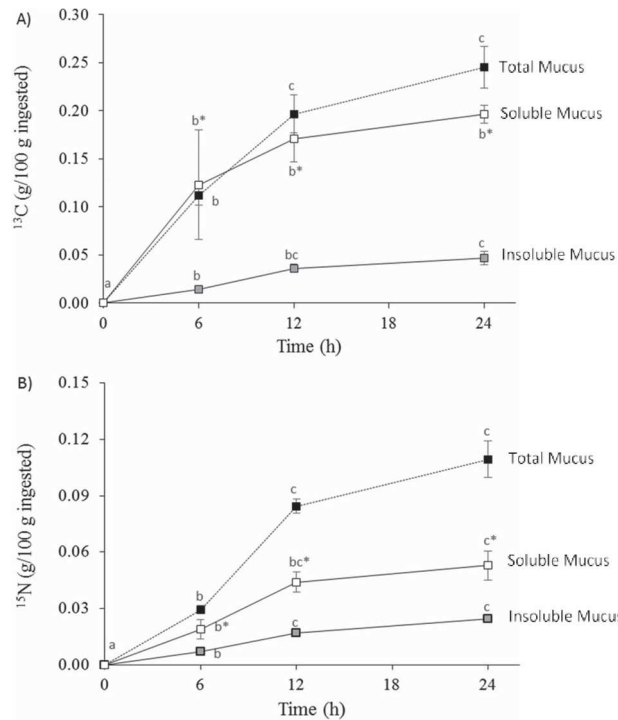 A)
0.30
c
Total Mucus
0.25
c
0.20
b*
Soluble Mucus
b*
b*
0.15
¹³C (g/100 g ingested)
b
0.10
0.05
a
b
bc
c
Insoluble Mucus
0.00
0 6 12 18 24
Time (h)
B)
0.15
c
0.12
c
Total Mucus
0.09
¹⁵N (g/100 g ingested)
0.06
b
bc*
c*
Soluble Mucus
0.03
b*
c
c
Insoluble Mucus
a
b
0.00
0 6 12 18 24
Time (h)